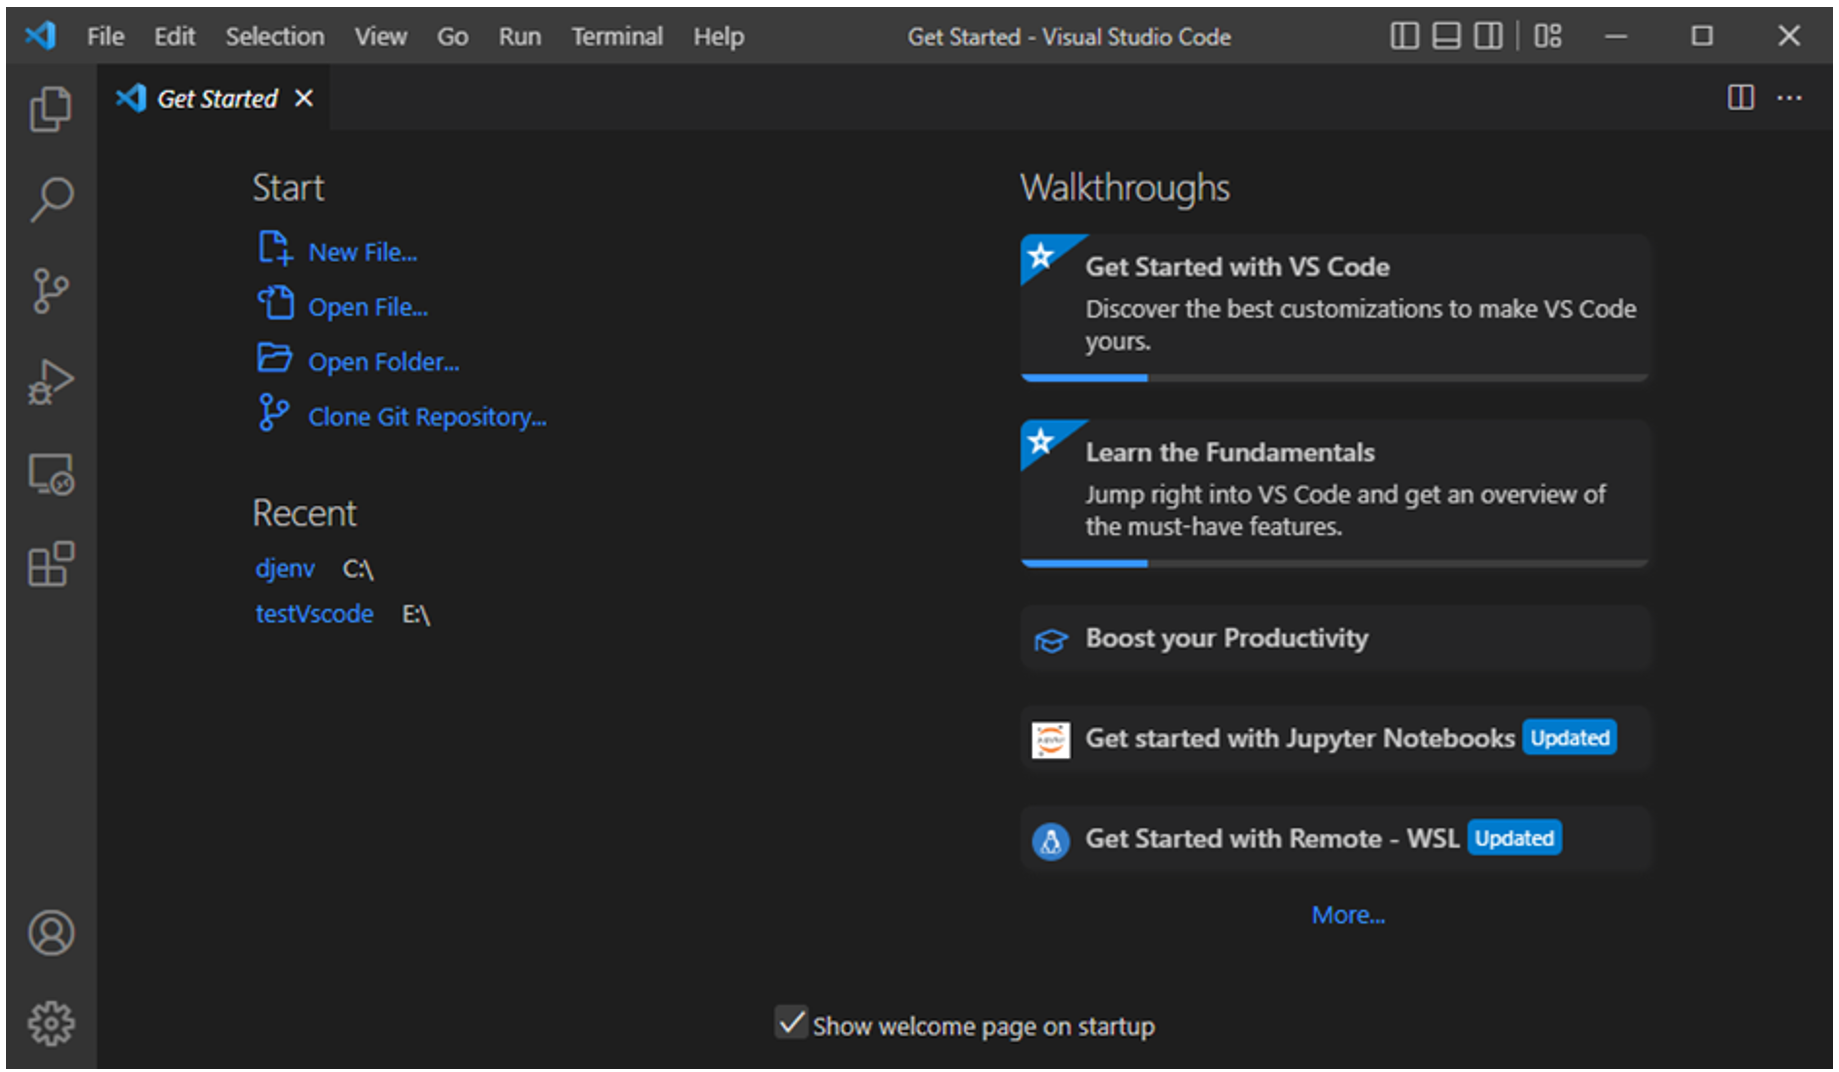 File Edit Selection View Go Run Terminal Help Get Started - Visual Studio Code
Get Started
Start
New File...
Open File...
Open Folder...
Clone Git Repository...
Recent
djenv C:\
testVscode E:\
Walkthroughs
Get Started with VS Code
Discover the best customizations to make VS Code
yours.
Learn the Fundamentals
Jump right into VS Code and get an overview of
the must-have features.
Boost your Productivity
Get started with Jupyter Notebooks Updated
Get Started with Remote - WSL Updated
More...
Show welcome page on startup